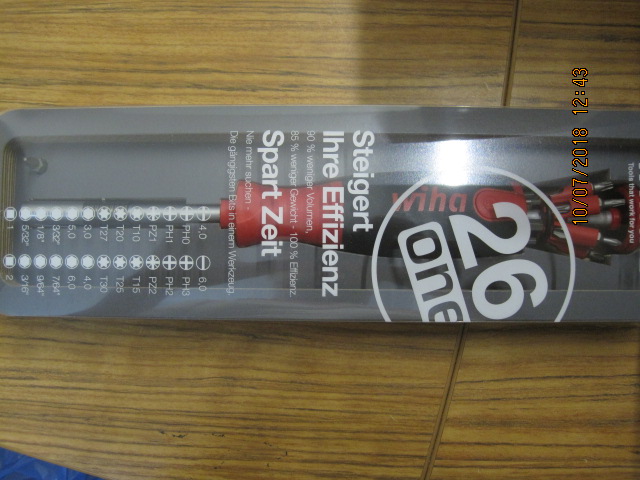 Tools that work for you
wiha
26
one
Steigert
Ihre Effizienz
90 % weniger Volumen,
85 % weniger Gewicht - 100 % Effizienz.
Spart Zeit
Nie mehr suchen -
Die gängigsten Bits in einem Werkzeug.
4.0 6.0
PH0 PH3
PH1 PH2
PZ1 PZ2
T10 T15
T20 T25
T27 T30
3.0 4.0
5.0 6.0
3/32" 7/64"
1/8" 9/64"
5/32" 3/16"
1 2
10/07/2018 12:43